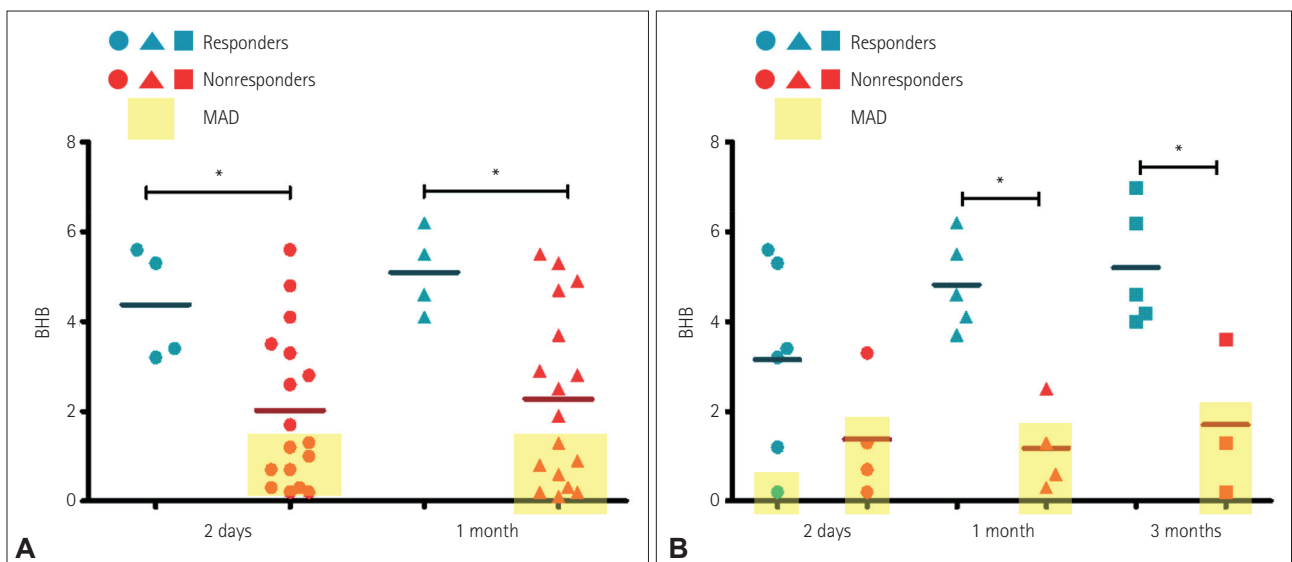 Responders
Nonresponders
MAD
8
6
4
2
0
BHB
*
*
2 days
1 month
A
Responders
Nonresponders
MAD
8
6
4
2
0
BHB
*
*
2 days
1 month
3 months
B